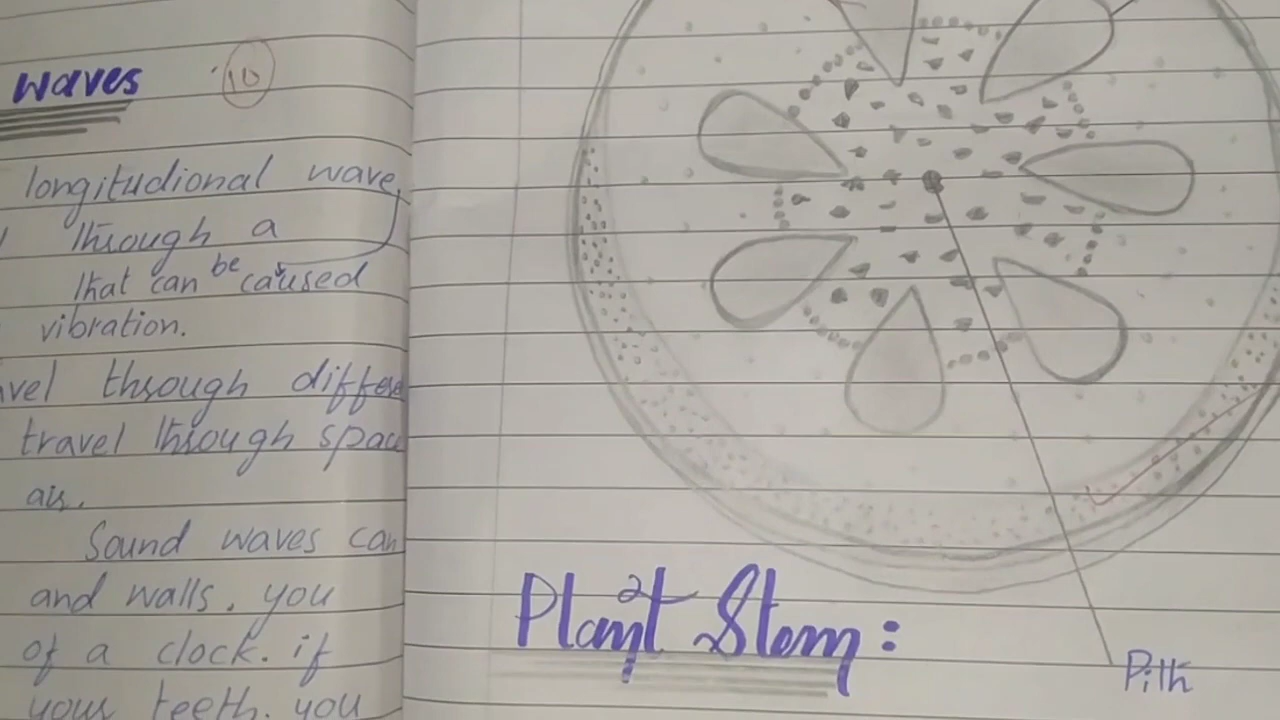 waves
10
longitudional wave,
through a
that can be caused
vibration.
vel through differe
travel through spac
air.
Sound waves can
and walls. you
of a clock. if
your teeth. you
Plant Stem:
Pith